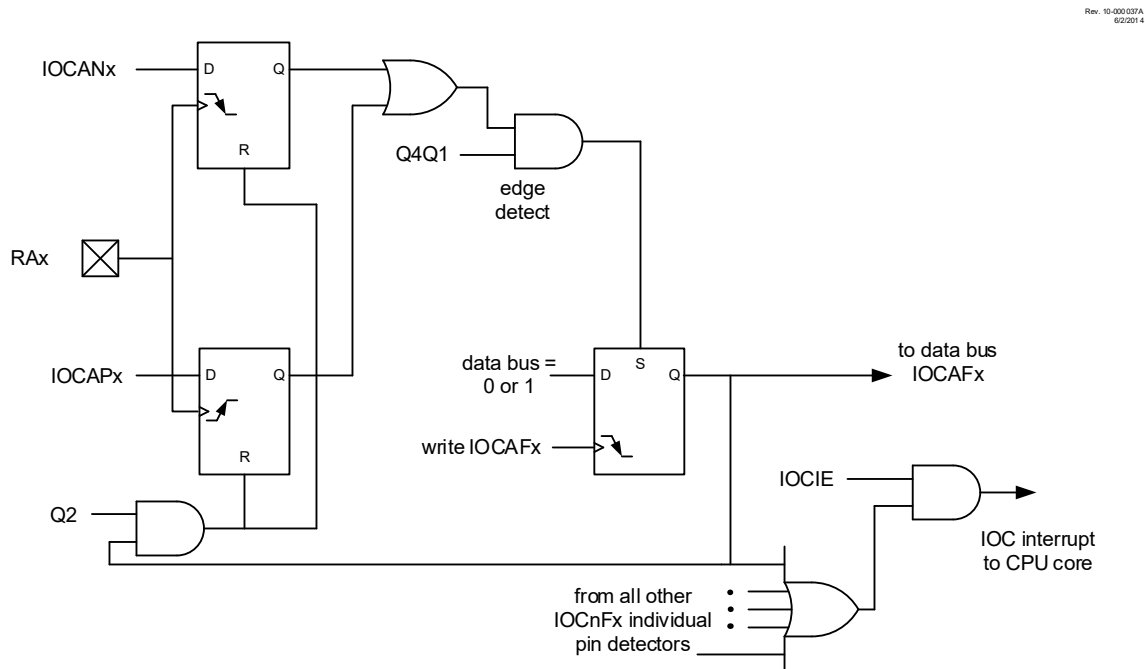 Rev. 10-000037A
6/2/2014
IOCANx
D
Q
R
Q4Q1
edge
detect
RAx
IOCAPx
D
Q
R
data bus =
0 or 1
S
D
Q
write IOCAFx
to data bus
IOCAFx
IOCIE
Q2
IOC interrupt
to CPU core
from all other
IOCnFx individual
pin detectors